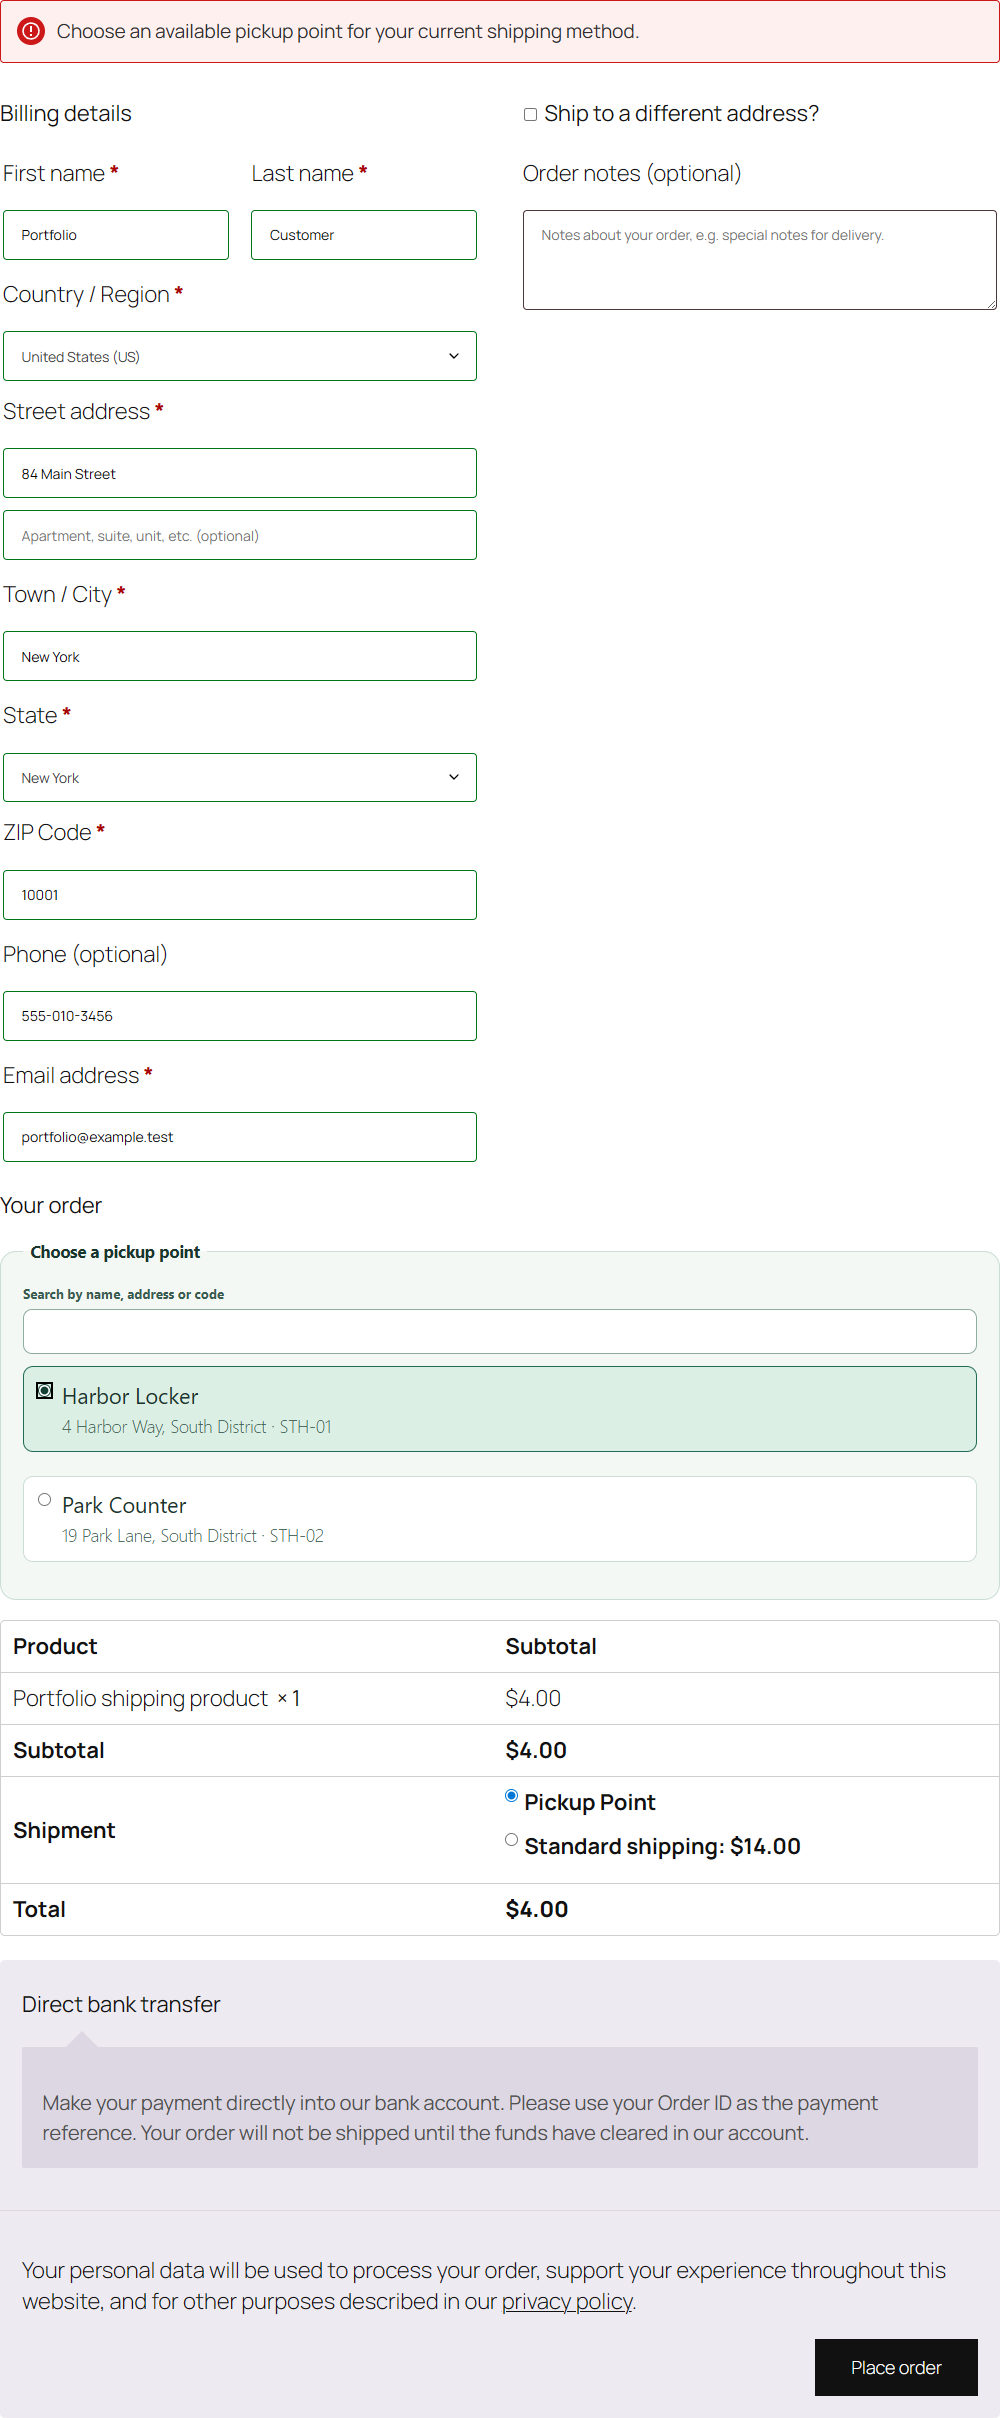 Choose an available pickup point for your current shipping method.
Billing details
Ship to a different address?
First name *
Last name *
Order notes (optional)
Portfolio
Customer
Notes about your order, e.g. special notes for delivery.
Country / Region *
United States (US)
Street address *
84 Main Street
Apartment, suite, unit, etc. (optional)
Town / City *
New York
State *
New York
ZIP Code *
10001
Phone (optional)
555-010-3456
Email address *
portfolio@example.test
Your order
Choose a pickup point
Search by name, address or code
Harbor Locker
4 Harbor Way, South District · STH-01
Park Counter
19 Park Lane, South District · STH-02
Product Subtotal
Portfolio shipping product × 1 $4.00
Subtotal $4.00
Shipment
Pickup Point
Standard shipping: $14.00
Total $4.00
Direct bank transfer
Make your payment directly into our bank account. Please use your Order ID as the payment
reference. Your order will not be shipped until the funds have cleared in our account.
Your personal data will be used to process your order, support your experience throughout this
website, and for other purposes described in our privacy policy.
Place order